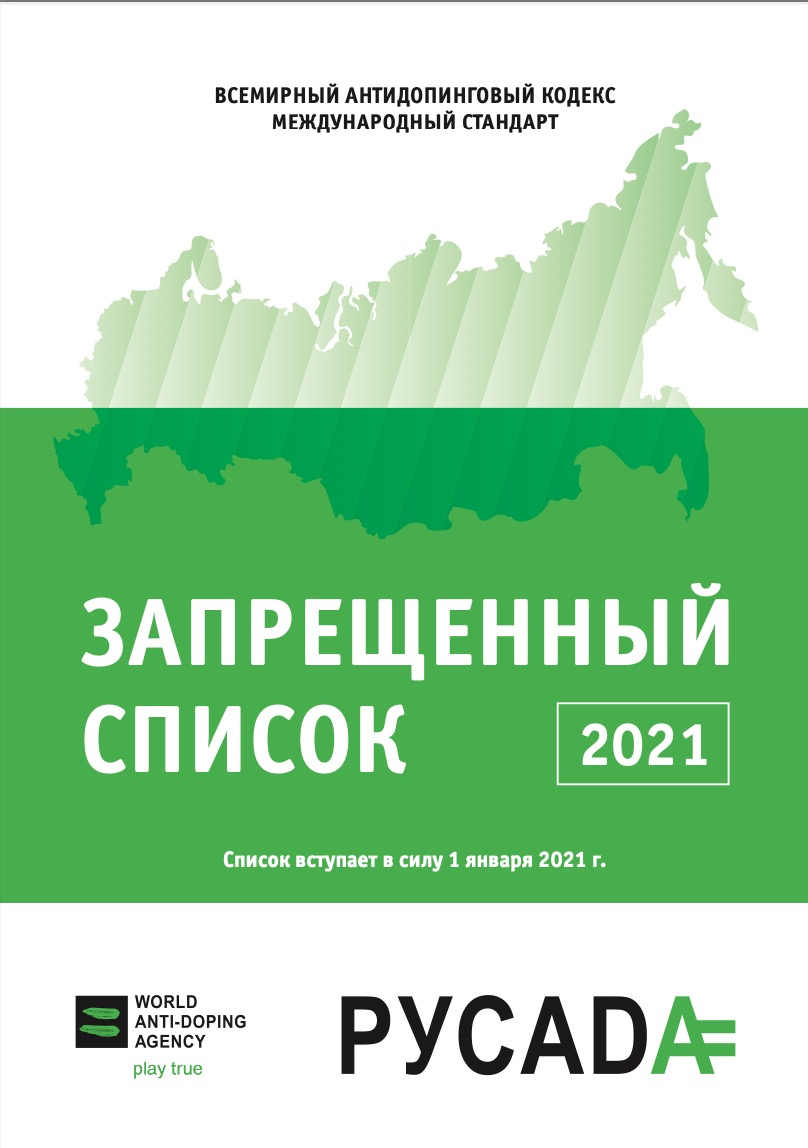 ВСЕМИРНЫЙ АНТИДОПИНГОВЫЙ КОДЕКС
МЕЖДУНАРОДНЫЙ СТАНДАРТ
ЗАПРЕЩЕННЫЙ
СПИСОК
2021
Список вступает в силу 1 января 2021 г.
WORLD
ANTI-DOPING
AGENCY
play true
РУСАDA